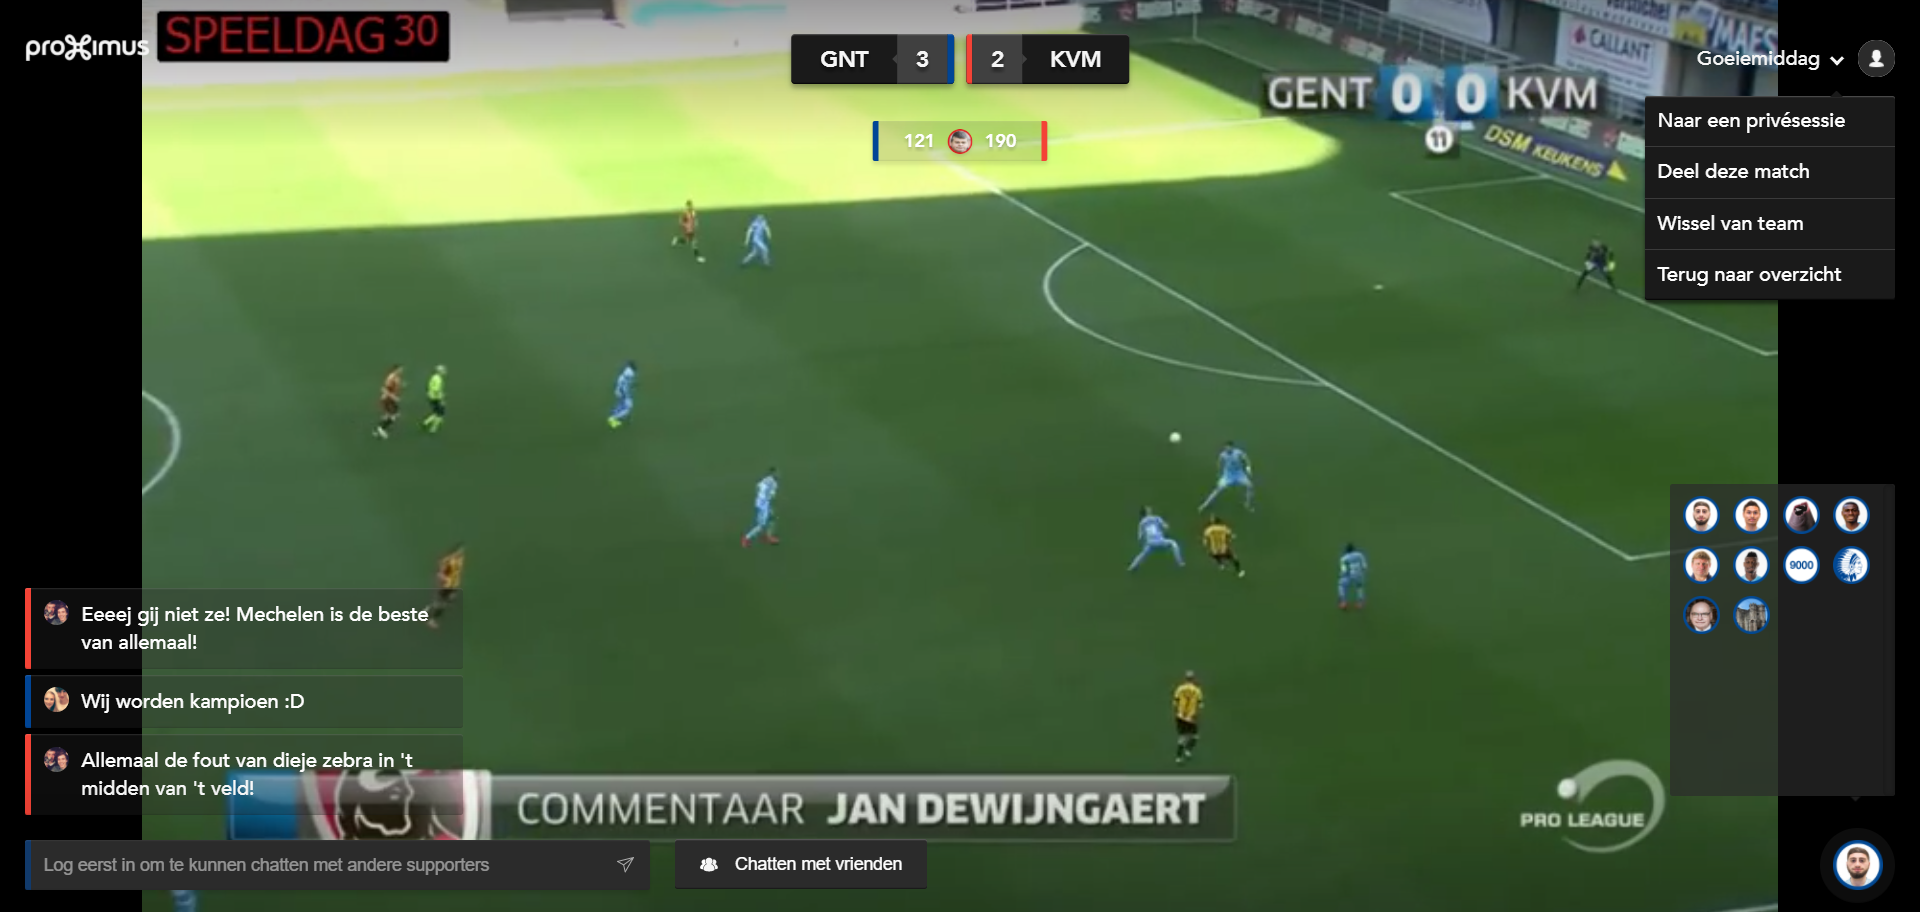 proximus
SPEELDAG 30
GNT 3 2 KVM
121 190
GENT 0 0 KVM
11
CALLANT
MAES
DSM KEUKENS
Goeiemiddag
Naar een privésessie
Deel deze match
Wissel van team
Terug naar overzicht
9000
Eeeej gij niet ze! Mechelen is de beste
van allemaal!
Wij worden kampioen :D
Allemaal de fout van dieje zebra in 't
midden van 't veld!
COMMENTAAR JAN DEWIJNGAERT
PRO LEAGUE
Log eerst in om te kunnen chatten met andere supporters
Chatten met vrienden